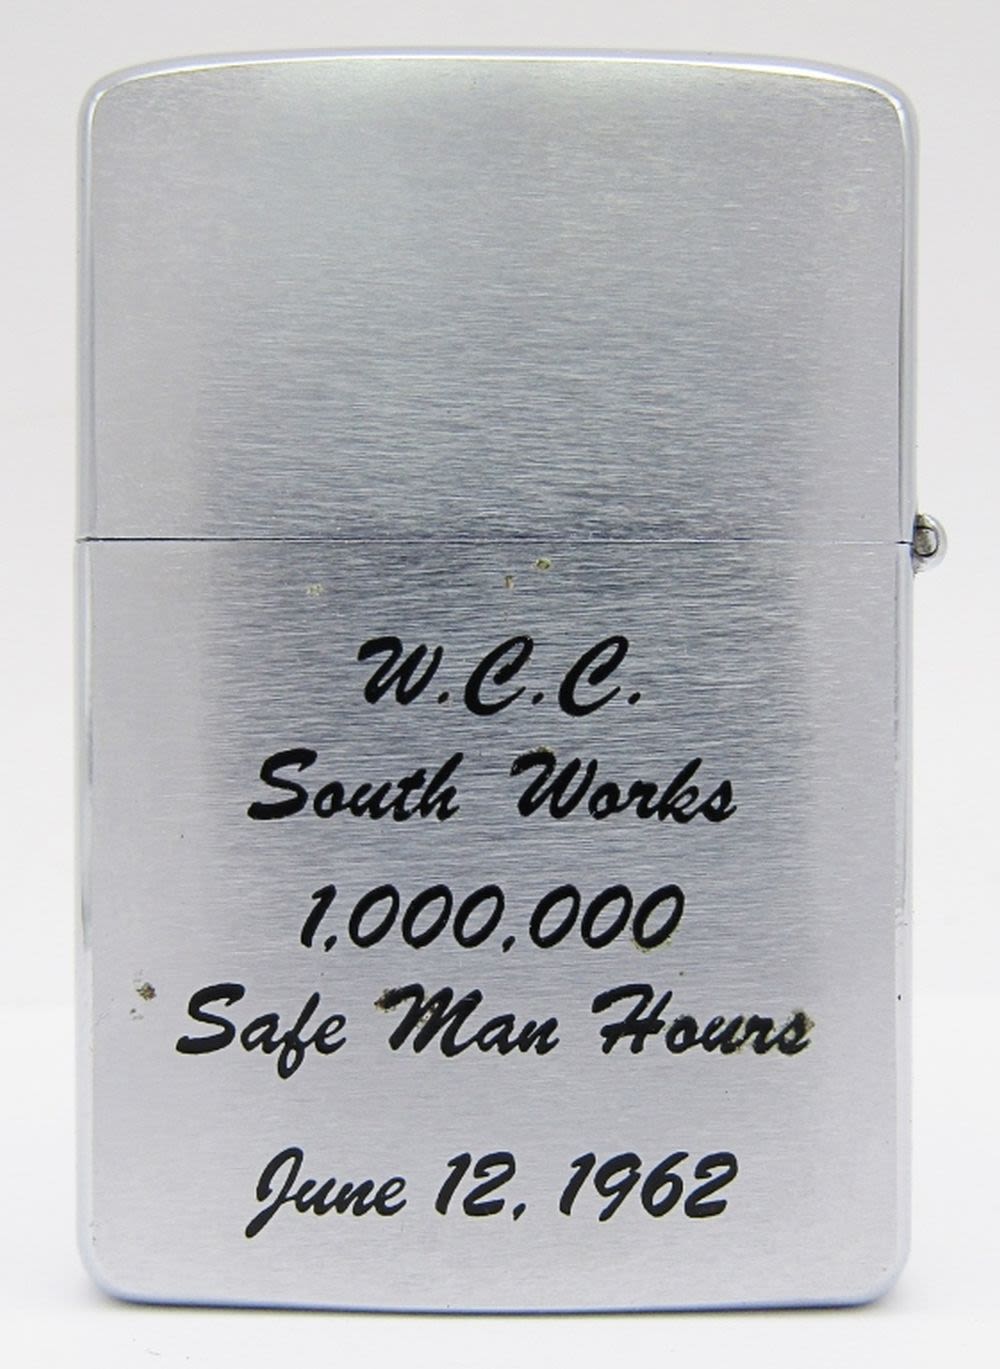 W.C.C.
South Works
1,000,000
Safe Man Hours
June 12, 1962